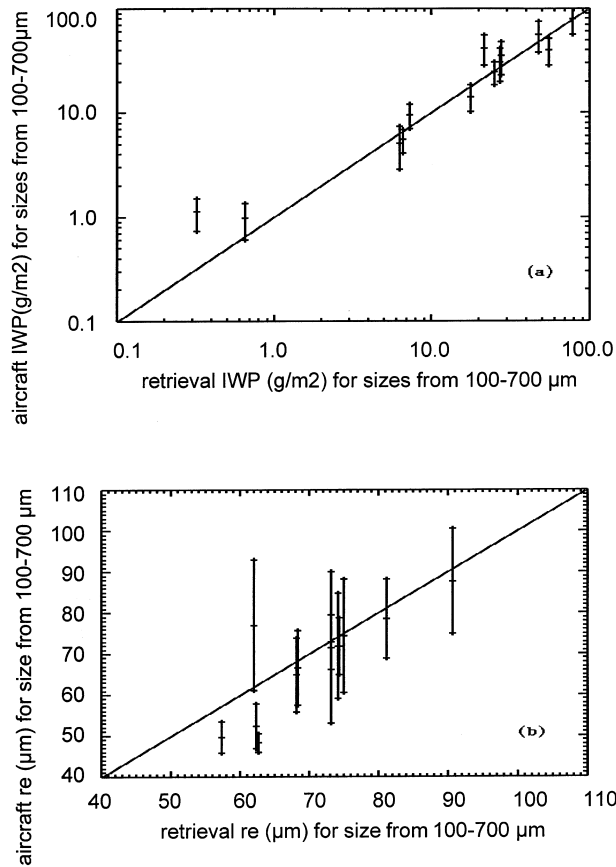 aircraft IWP(g/m2) for sizes from 100-700µm
100.0
10.0
1.0
0.1
(a)
0.1 1.0 10.0 100.0
retrieval IWP (g/m2) for sizes from 100-700 µm
aircraft re (µm) for size from 100-700 µm
110
100
90
80
70
60
50
40
(b)
40 50 60 70 80 90 100 110
retrieval re (µm) for size from 100-700 µm